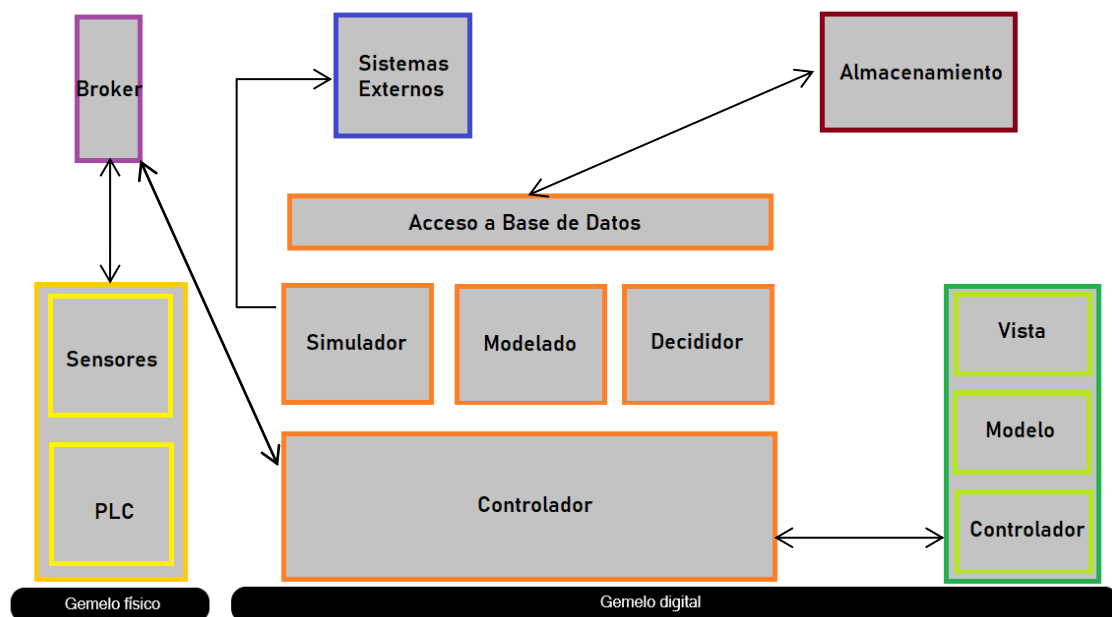 Broker
Sistemas
Externos
Almacenamiento
Acceso a Base de Datos
Sensores
PLC
Simulador
Modelado
Decididor
Controlador
Vista
Modelo
Controlador
Gemelo físico
Gemelo digital